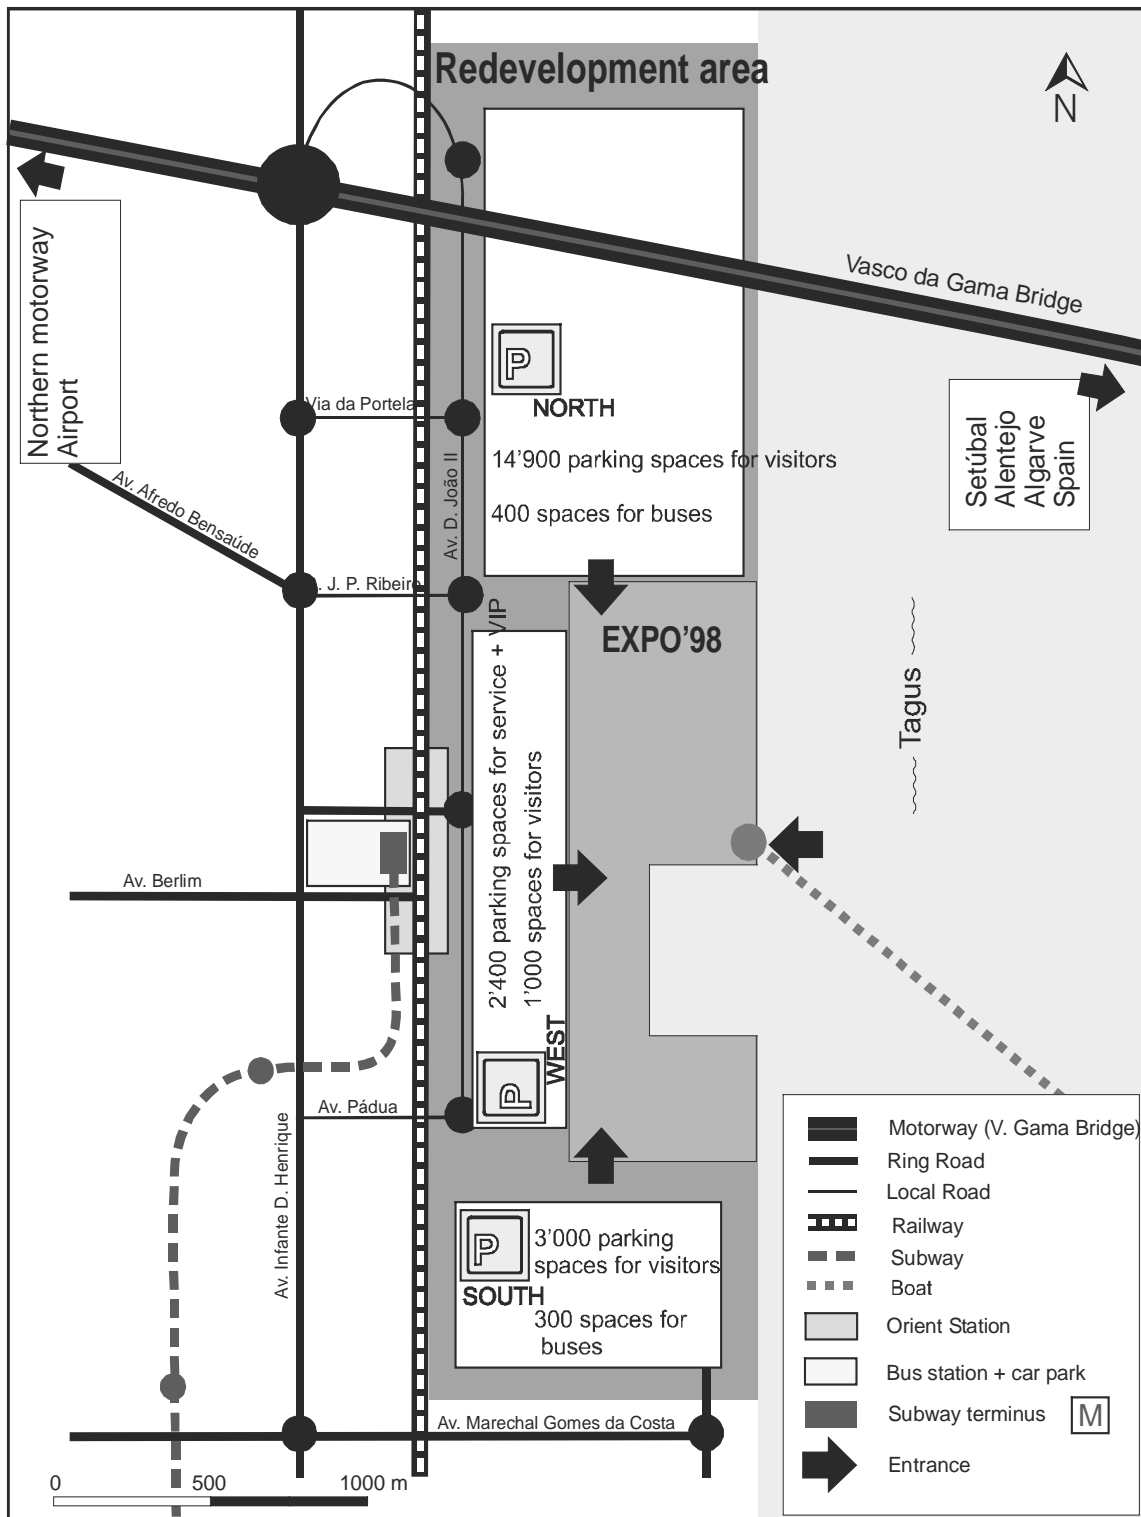 Redevelopment area
N
Northern motorway
Airport
Vasco da Gama Bridge
P
NORTH
Via da Portela
Setúbal
Alentejo
Algarve
Spain
14'900 parking spaces for visitors
Av. Afredo Bensaúde
Av. D. João II
400 spaces for buses
. J. P. Ribeiro
EXPO'98
2'400 parking spaces for service + VIP
1'000 spaces for visitors
Tagus
Av. Berlim
WEST
P
Av. Pádua
Av. Infante D. Henrique
P
SOUTH
3'000 parking
spaces for visitors
300 spaces for
buses
Av. Marechal Gomes da Costa
0 500 1000 m
Motorway (V. Gama Bridge)
Ring Road
Local Road
Railway
Subway
Boat
Orient Station
Bus station + car park
Subway terminus M
Entrance